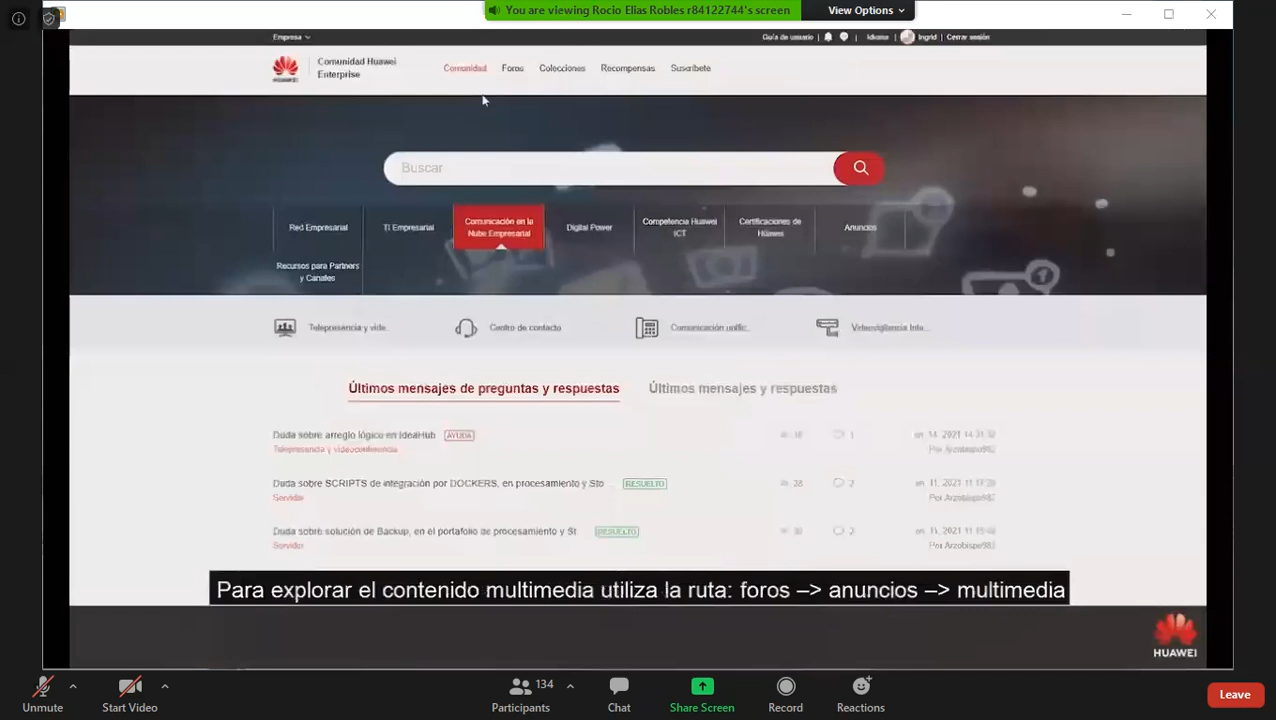 You are viewing Rocio Elias Robles r84122744's screen
View Options
Empresa
Guía de usuario
Idioma
Ingrid
Cerrar sesión
HUAWEI
Comunidad Huawei
Enterprise
Comunidad
Foros
Colecciones
Recompensas
Suscríbete
Buscar
Red Empresarial
TI Empresarial
Comunicación en la
Nube Empresarial
Digital Power
Competencia Huawei
ICT
Certificaciones de
Huawei
Anuncios
Recursos para Partners
y Canales
Telepresencia y vide...
Centro de contacto
Comunicación unific...
Videovigilancia Inte...
Últimos mensajes de preguntas y respuestas
Últimos mensajes y respuestas
Duda sobre arreglo lógico en IdeaHub AYUDA
1
Telepresencia y videoconferencia
Duda sobre SCRIPTS de integración por DOCKERS, en procesamiento y Sto RESUELTO
28
2
Servidor
Duda sobre solución de Backup, en el portafolio de procesamiento y St RESUELTO
2
Servidor
Para explorar el contenido multimedia utiliza la ruta: foros –> anuncios –> multimedia
HUAWEI
Unmute
Start Video
134
Participants
Chat
Share Screen
Record
Reactions
Leave